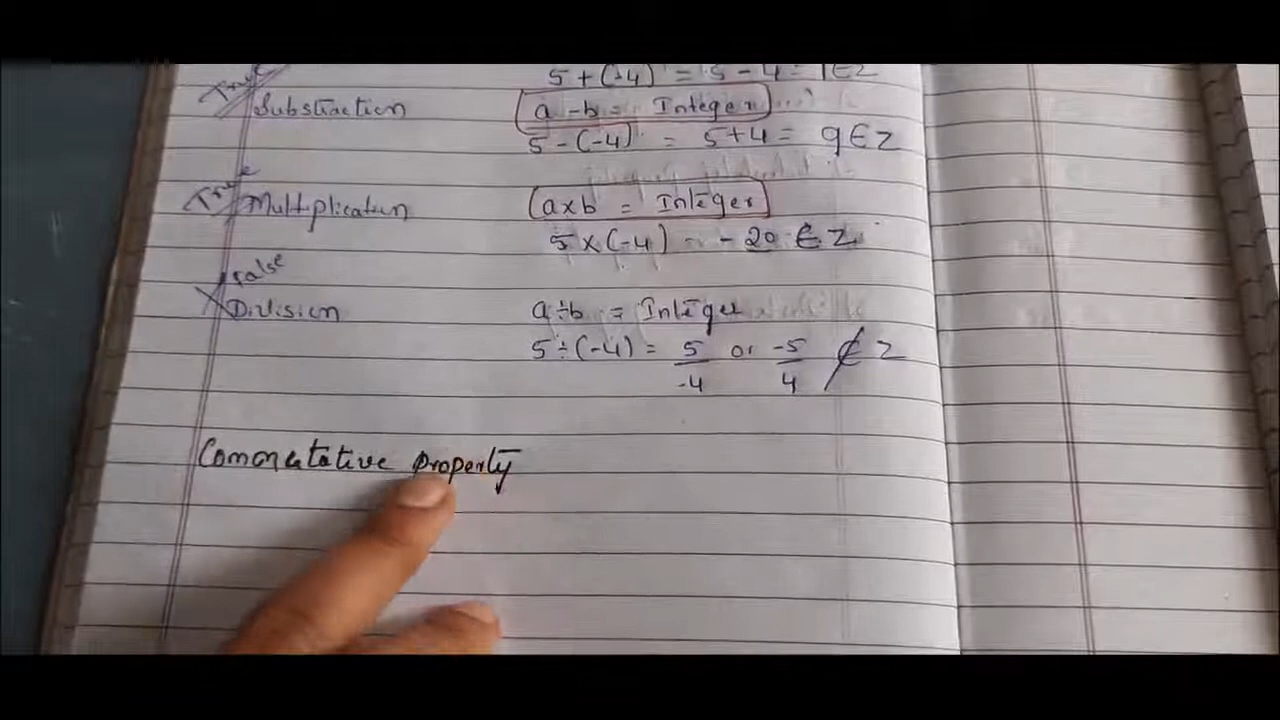 5 + (-4) = 5 - 4 = 1 ∈ Z
True Substraction a - b = Integer
5 - (-4) = 5 + 4 = 9 ∈ Z
True Multiplication a x b = Integer
5 x (-4) = - 20 ∈ Z
False
Division a ÷ b = Integer
5 ÷ (-4) = 5/-4 or -5/4 ∉ Z
Commutative property